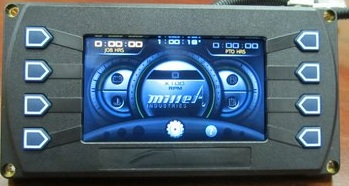 0:00:00 1:00:18 0:00:00
JOB HRS PTO HRS
RPM
miller
INDUSTRIES